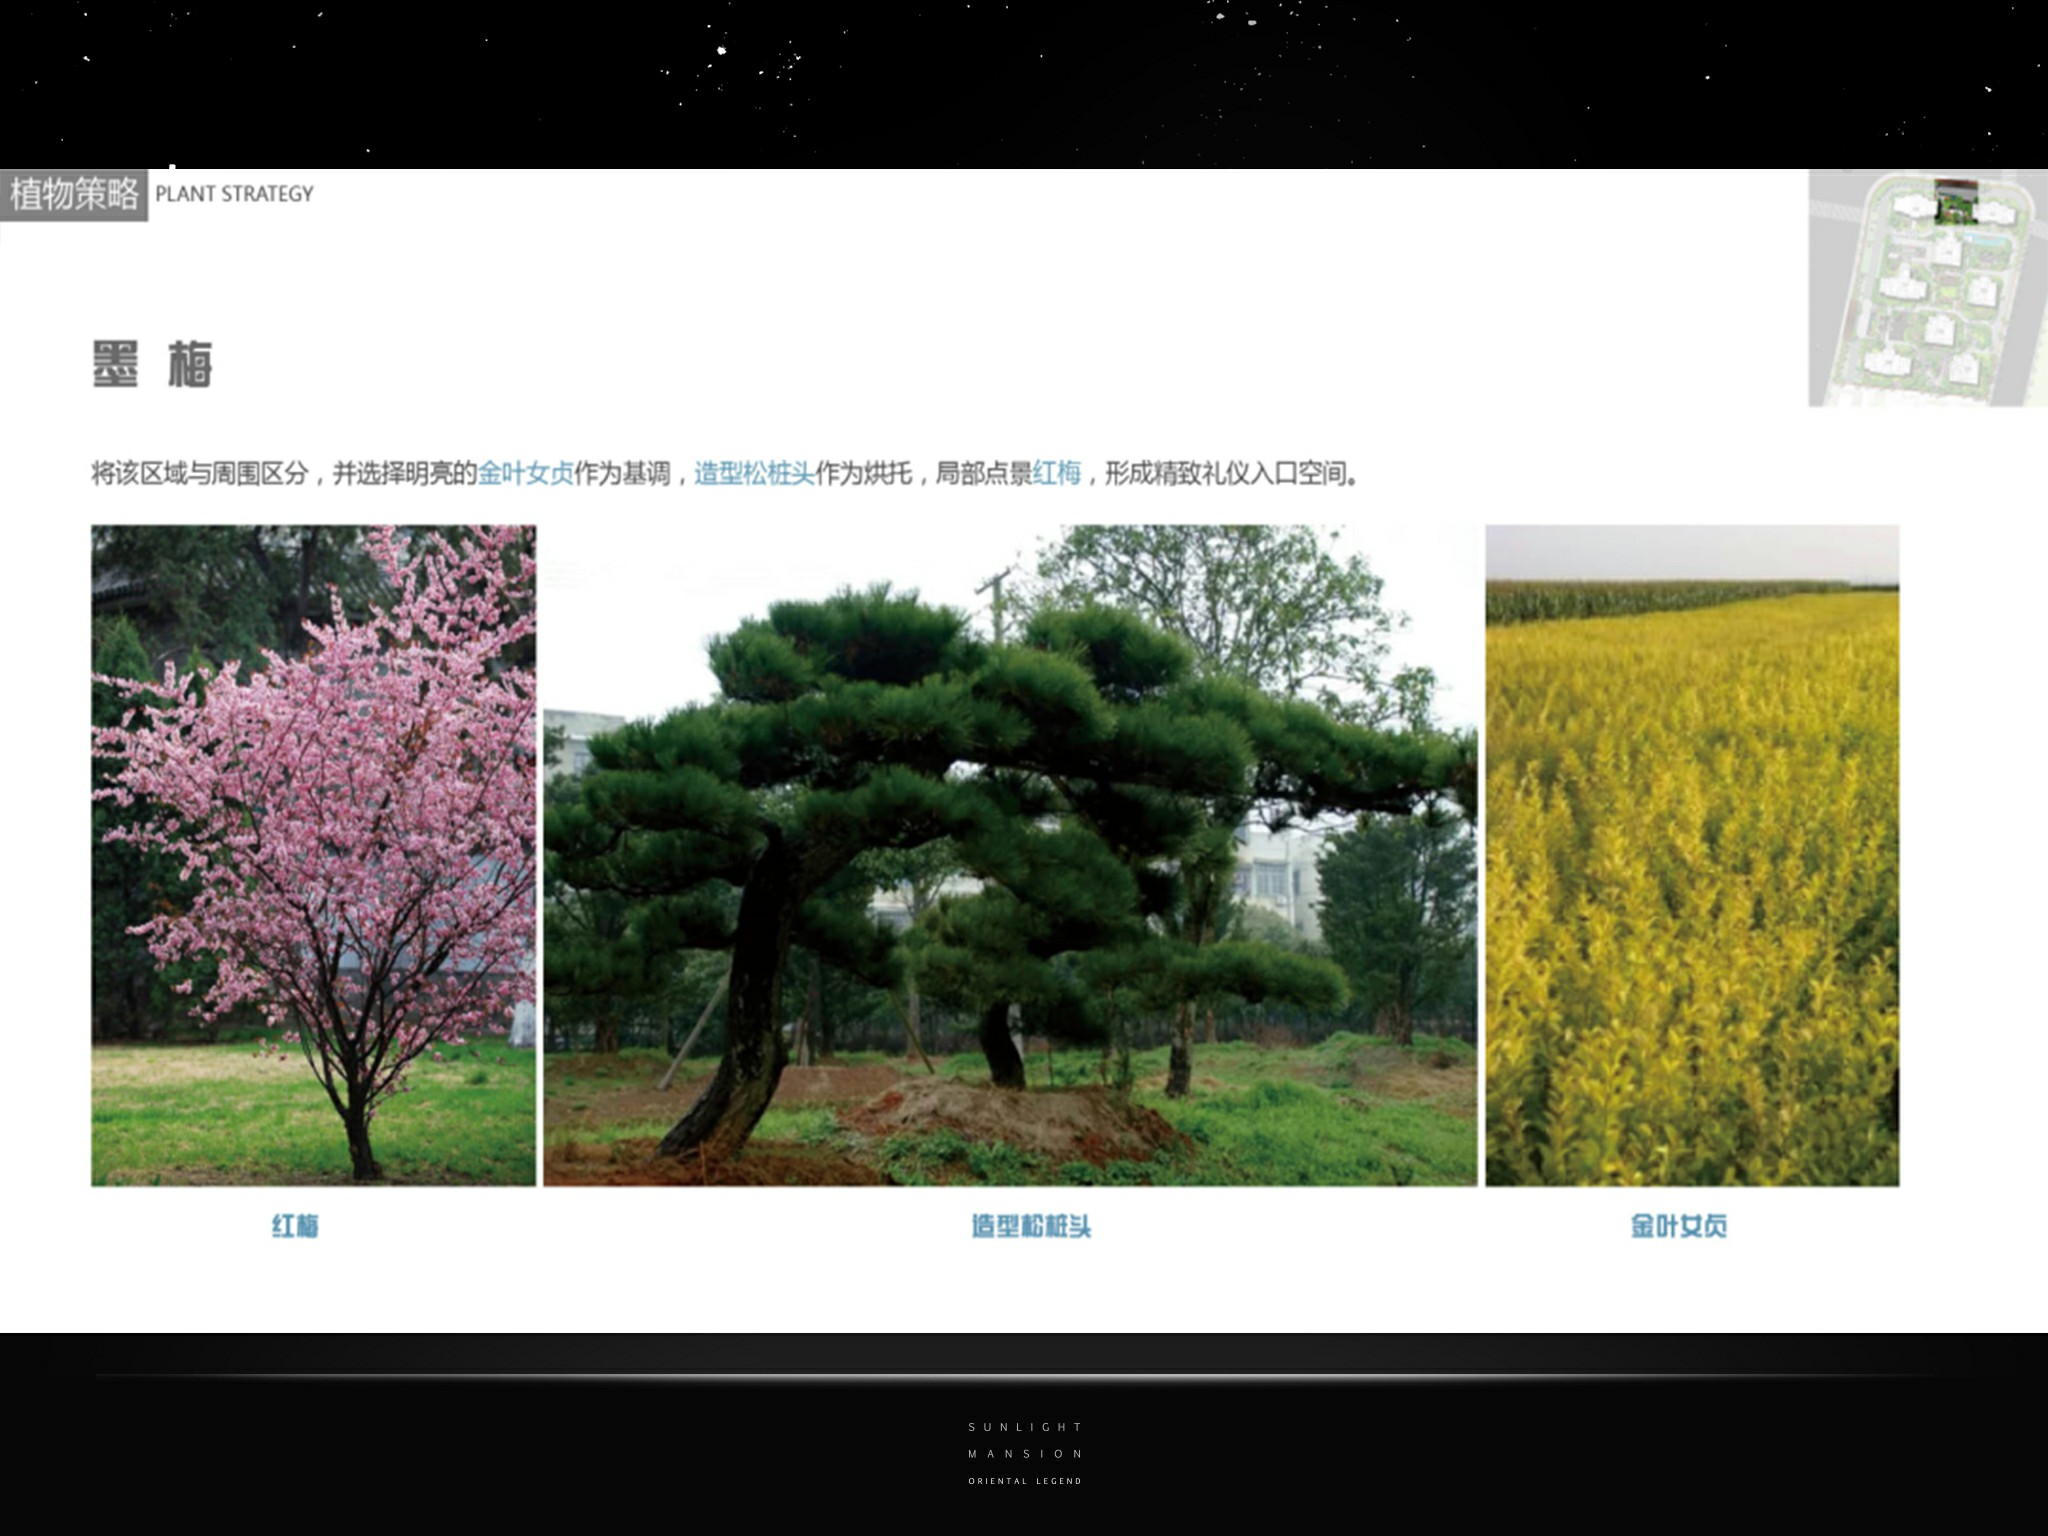 植物策略 PLANT STRATEGY
墨 梅
将该区域与周围区分，并选择明亮的金叶女贞作为基调，造型松桩头作为烘托，局部点景红梅，形成精致礼仪入口空间。
红梅
造型松桩头
金叶女贞
SUNLIGHT
MANSION
ORIENTAL LEGEND